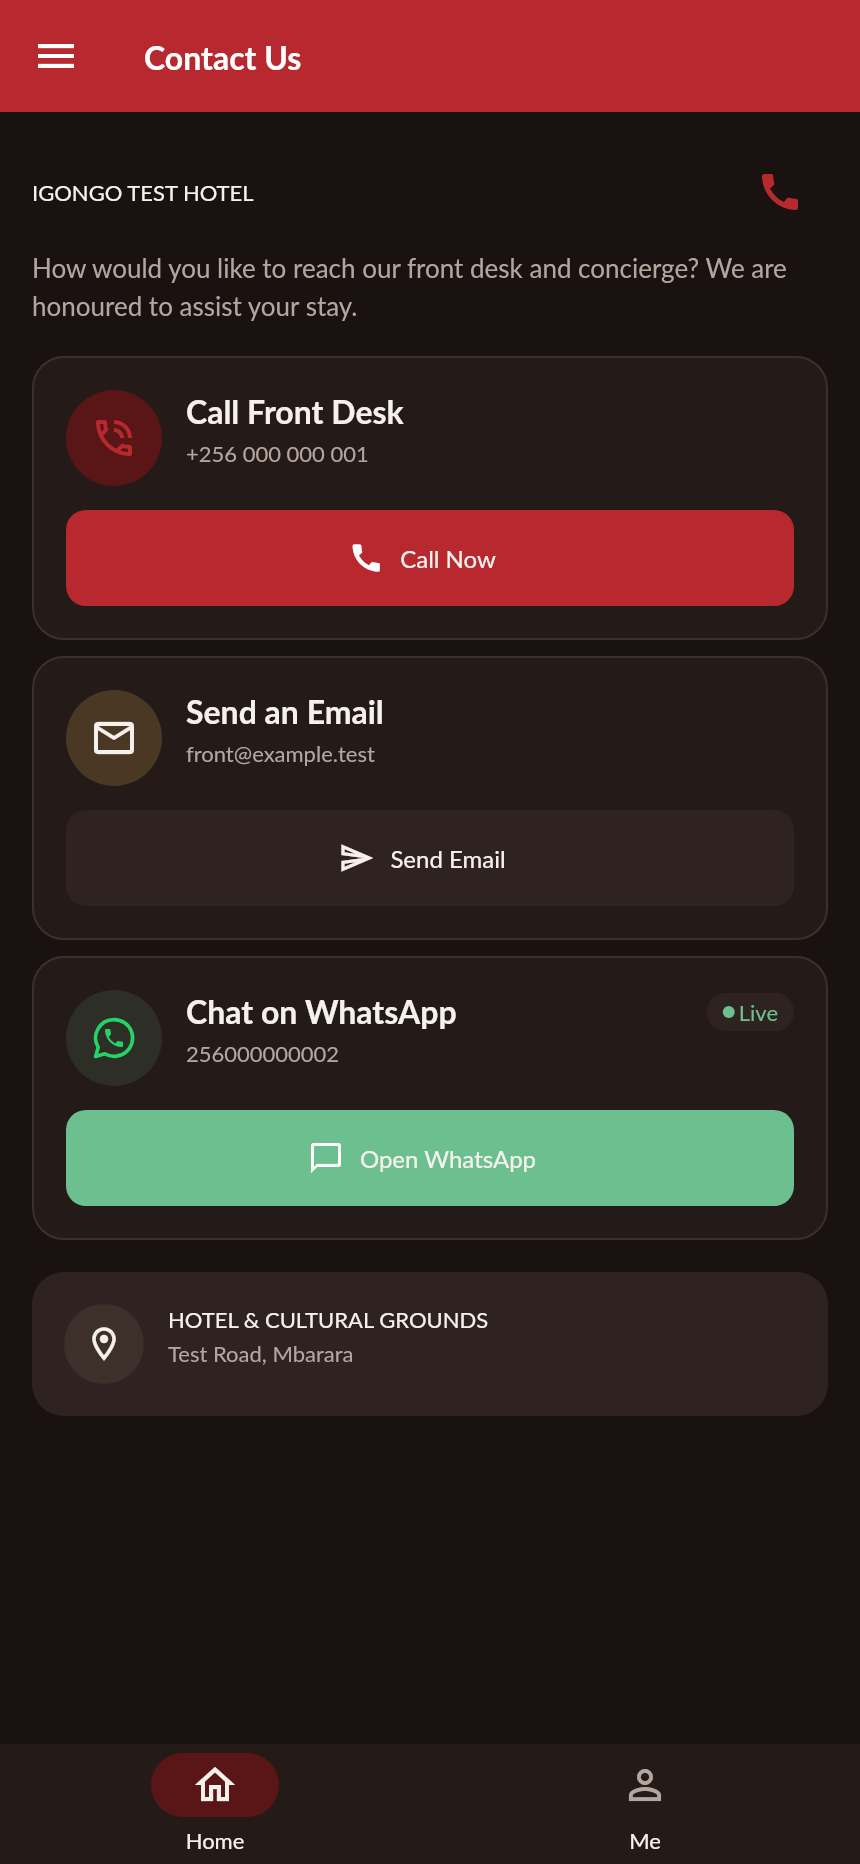 Contact Us
IGONGO TEST HOTEL
How would you like to reach our front desk and concierge? We are
honoured to assist your stay.
Call Front Desk
+256 000 000 001
Call Now
Send an Email
front@example.test
Send Email
Chat on WhatsApp
Live
256000000002
Open WhatsApp
HOTEL & CULTURAL GROUNDS
Test Road, Mbarara
Home
Me